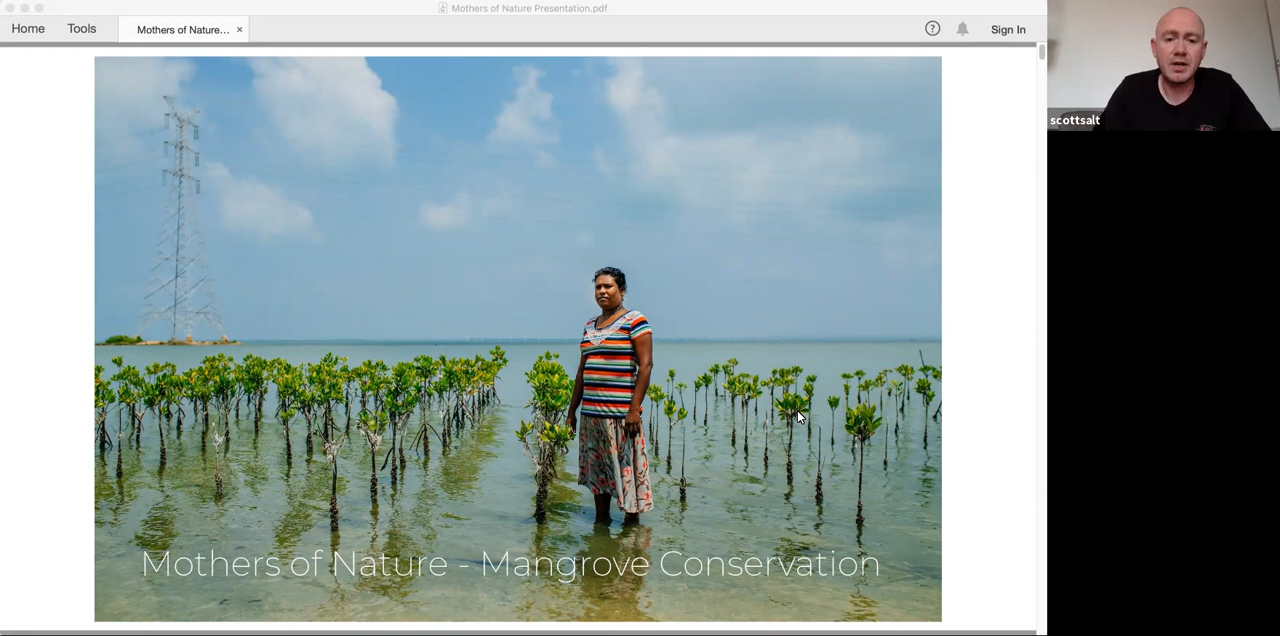 Mothers of Nature Presentation.pdf
Home Tools Mothers of Nature... × ? Sign In
scottsalt
Mothers of Nature - Mangrove Conservation